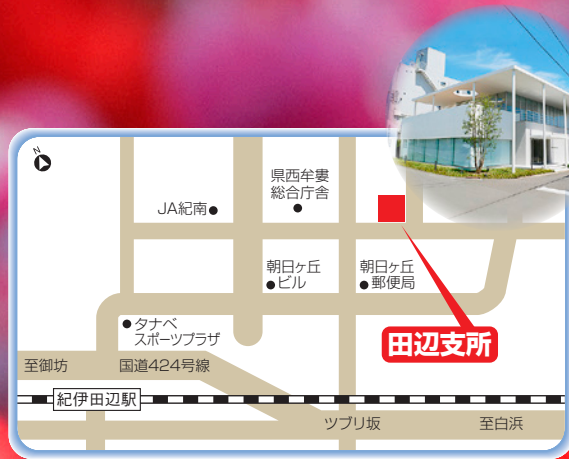 N
県西牟婁
総合庁舎
JA紀南
朝日ヶ丘
ビル
朝日ヶ丘
郵便局
タナベ
スポーツプラザ
田辺支所
至御坊
国道424号線
紀伊田辺駅
ツブリ坂
至白浜